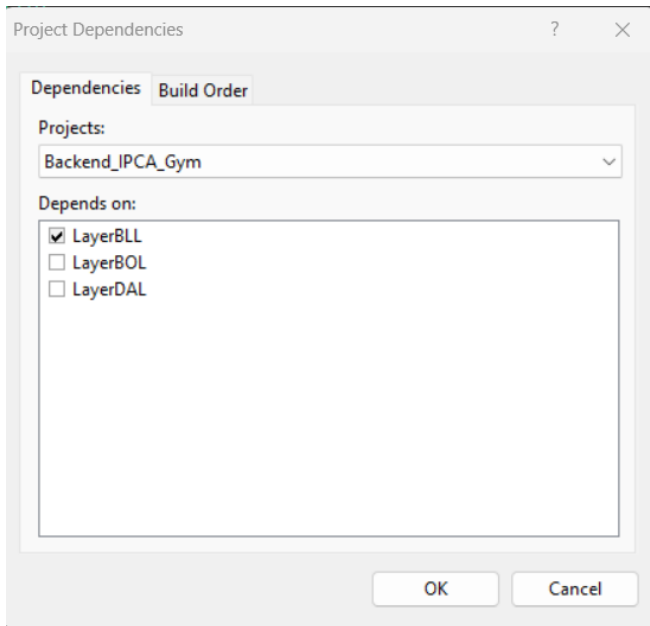 Project Dependencies ?
Dependencies Build Order
Projects:
Backend_IPCA_Gym
Depends on:
LayerBLL
LayerBOL
LayerDAL
OK Cancel